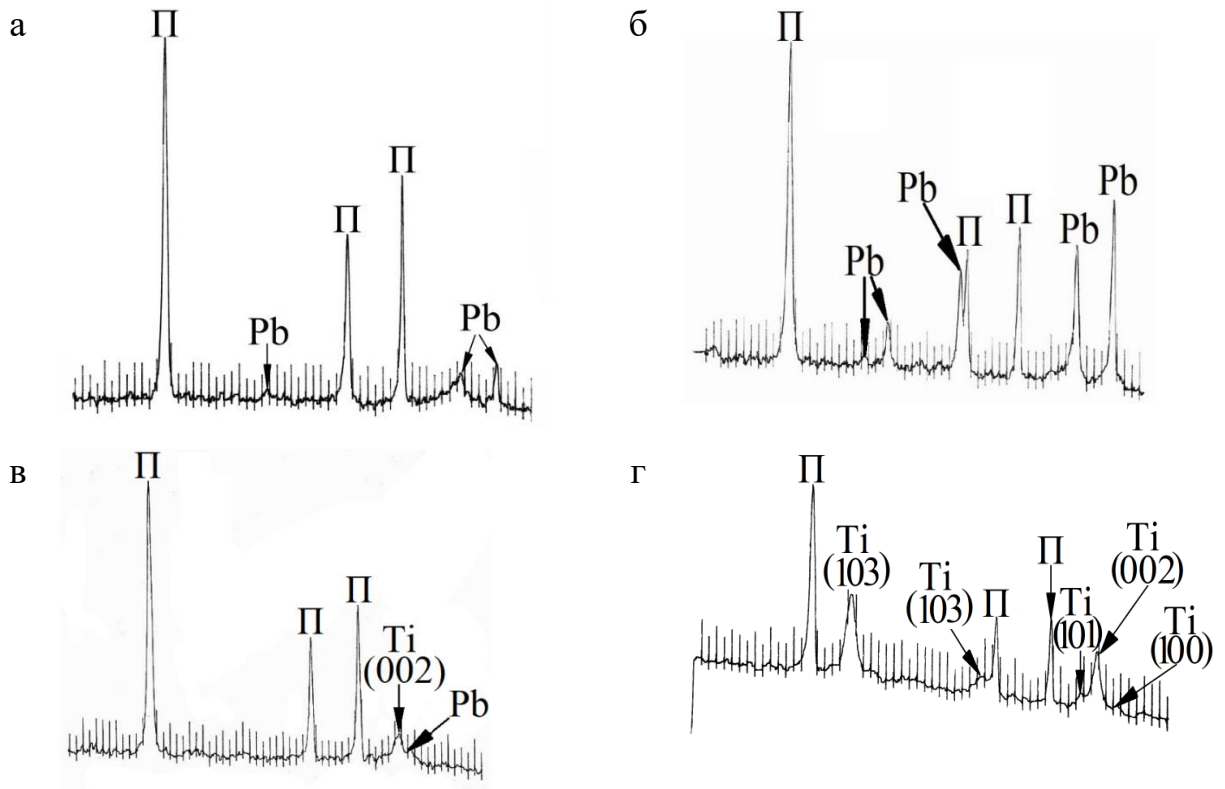 а
П
П
П
Pb
Pb
б
П
Pb
Pb
П
П
Pb
Pb
в
П
П
П
Ti
(002)
Pb
г
П
Ti
(103)
Ti
(103)
П
П
Ti
(101)
Ti
(002)
Ti
(100)